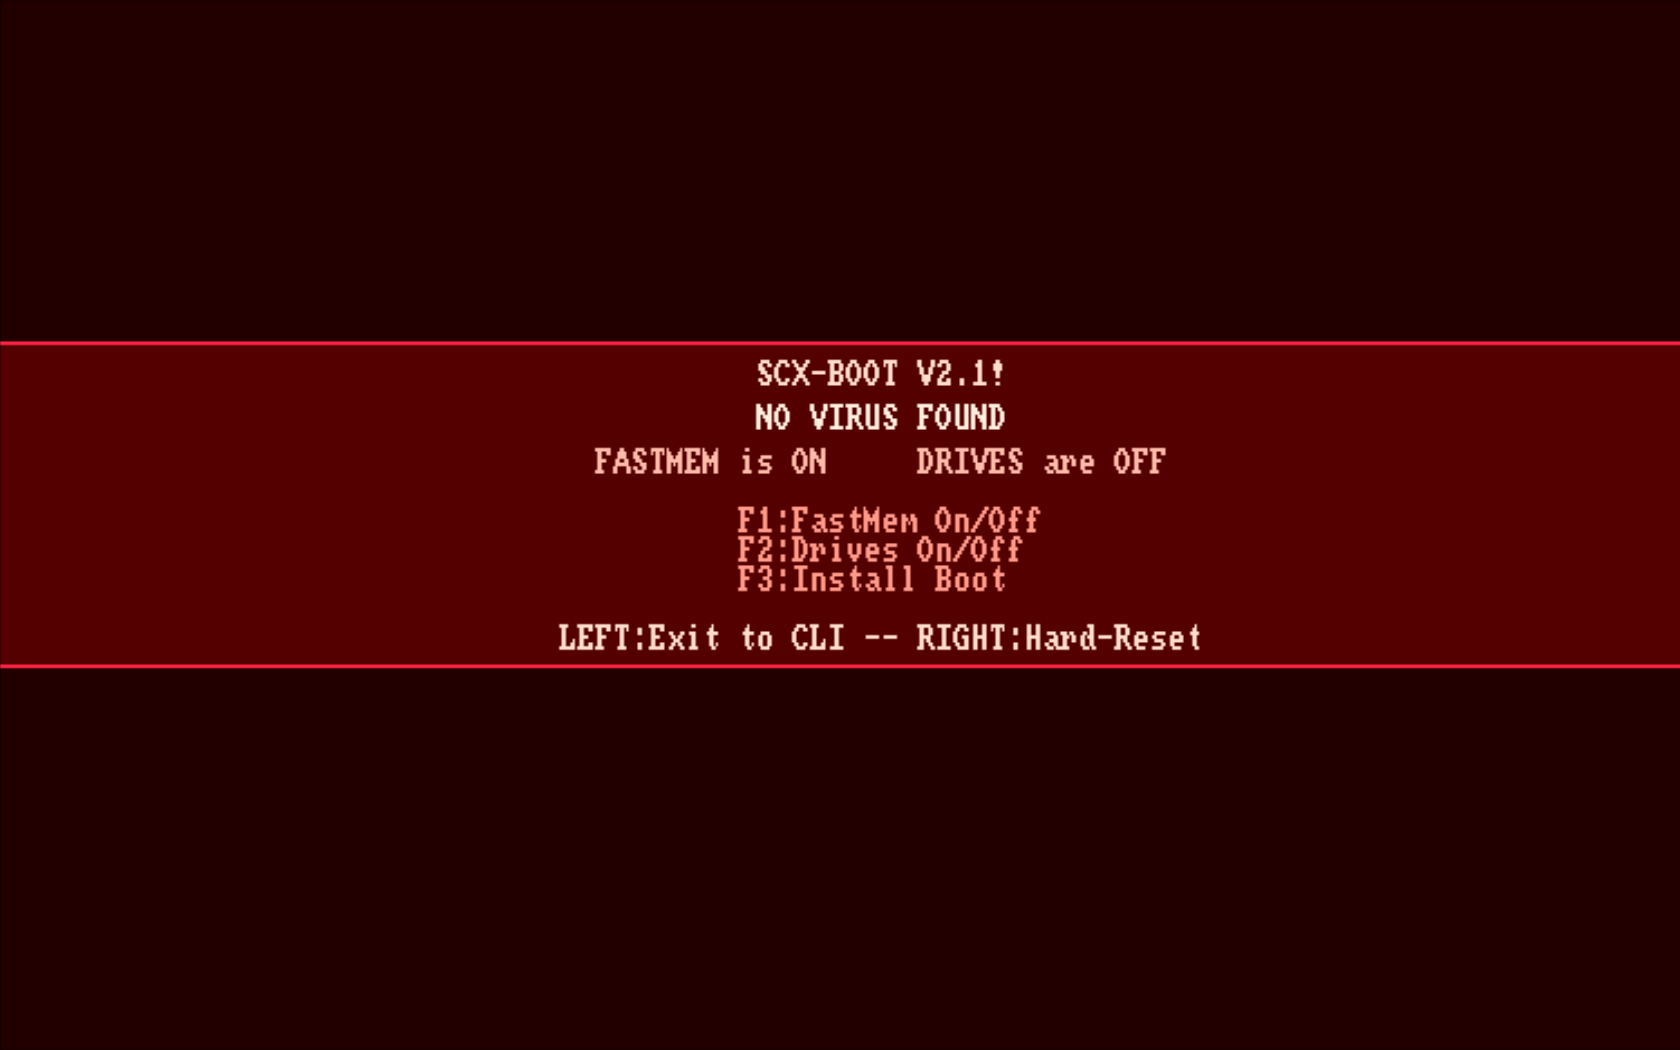 SCX-BOOT V2.1!
NO VIRUS FOUND
FASTMEM is ON     DRIVES are OFF
F1:FastMem On/Off
F2:Drives On/Off
F3:Install Boot
LEFT:Exit to CLI -- RIGHT:Hard-Reset